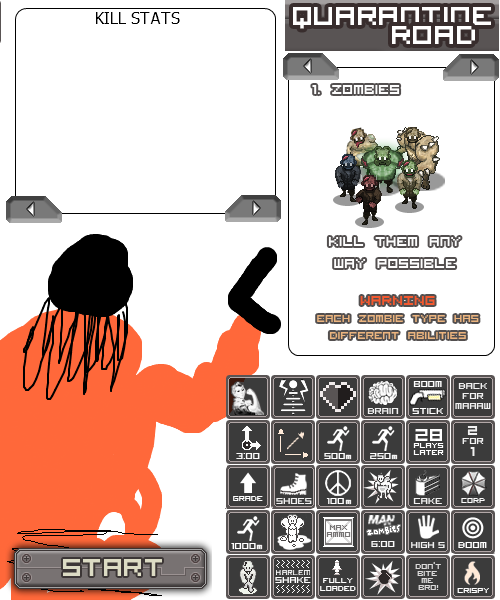 KILL STATS
QUARANTINE
ROAD
1. ZOMBIES
KILL THEM ANY
WAY POSSIBLE
WARNING
EACH ZOMBIE TYPE HAS
DIFFERENT ABILITIES
BRAIN
BOOM
STICK
BACK
FOR
MAAAW
3:00
500m
250m
28
PLAYS
LATER
2
FOR
1
GRADE
SHOES
100m
CAKE
CORP
1000m
MAX
AMMO
MAN
VS
ZOMBIES
6:00
HIGH 5
BOOM
START
HARLEM
SHAKE
FULLY
LOADED
DON'T
BITE
ME
BRO!
CRISPY